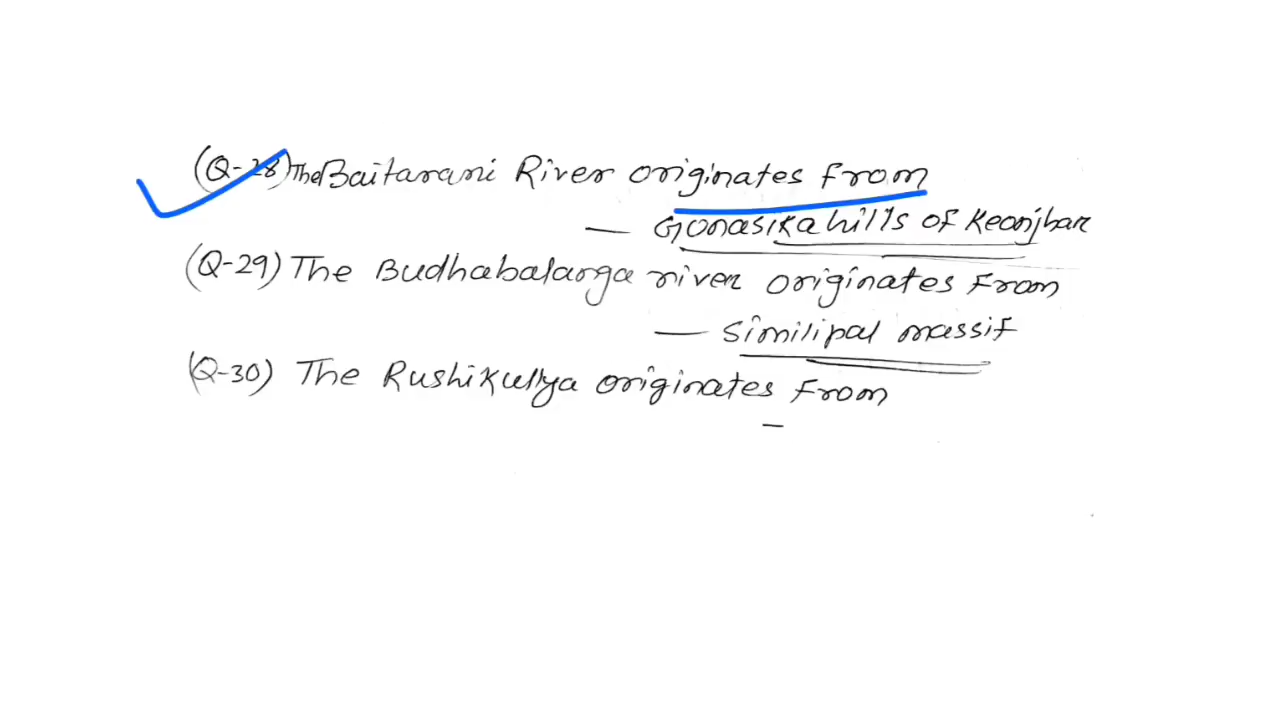 (Q-28) The Baitarani River originates from
— Gonasika hills of Keonjhar
(Q-29) The Budhabalanga river originates from
— Similipal massif
(Q-30) The Rushikullya originates from
—